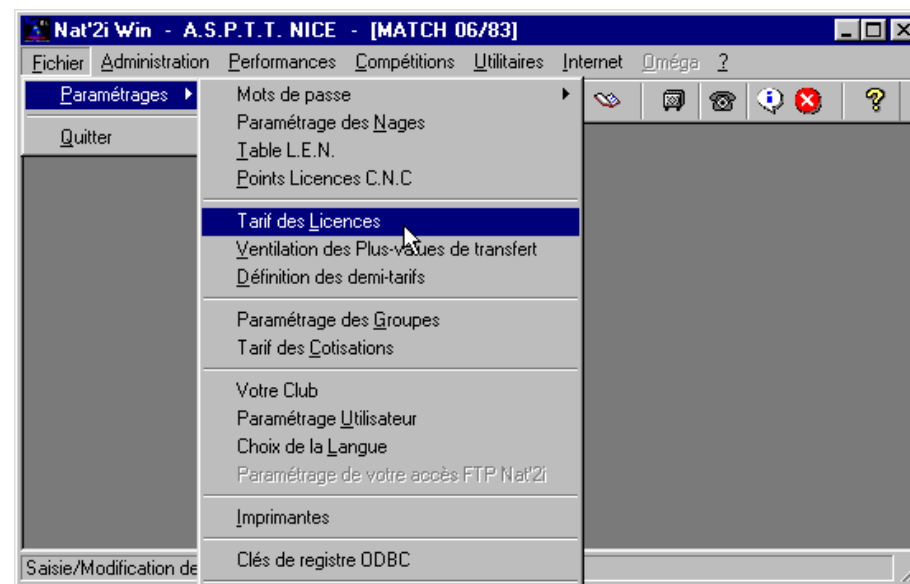 Nat'2i Win - A.S.P.T.T. NICE - [MATCH 06/83]
Fichier Administration Performances Compétitions Utilitaires Internet Oméga ?
Paramétrages
Quitter
Mots de passe
Paramétrage des Nages
Table L.E.N.
Points Licences C.N.C
Tarif des Licences
Ventilation des Plus-values de transfert
Définition des demi-tarifs
Paramétrage des Groupes
Tarif des Cotisations
Votre Club
Paramétrage Utilisateur
Choix de la Langue
Paramétrage de votre accès FTP Nat'2i
Imprimantes
Clés de registre ODBC
Saisie/Modification de